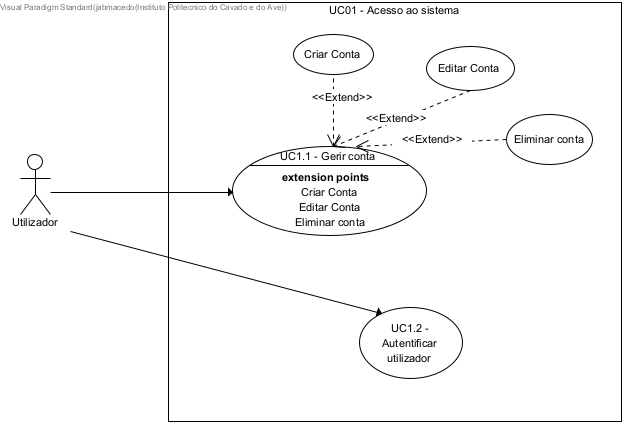 Visual Paradigm Standard(jabmacedo(Instituto Politecnico do Cavado e do Ave))
UC01 - Acesso ao sistema
Criar Conta
Editar Conta
<<Extend>>
<<Extend>>
<<Extend>>
Eliminar conta
UC1.1 - Gerir conta
extension points
Criar Conta
Editar Conta
Eliminar conta
Utilizador
UC1.2 -
Autentificar
utilizador